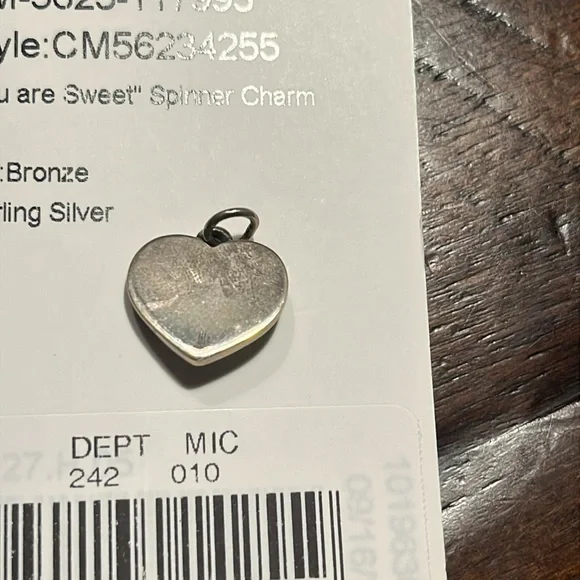 yle:CM56234255
u are Sweet" Spinner Charm
:Bronze
rling Silver
DEPT MIC
242 010